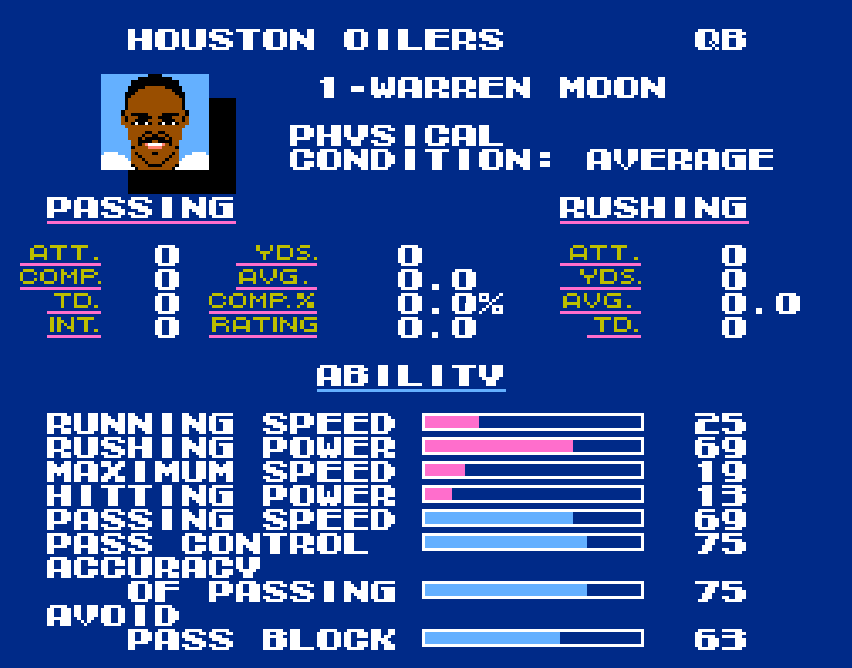 HOUSTON OILERS QB
1-WARREN MOON
PHYSICAL
CONDITION: AVERAGE
PASSING RUSHING
ATT. 0 YDS. 0 ATT. 0
COMP. 0 AVG. 0.0 YDS. 0
TD. 0 COMP.% 0.0% AVG. 0.0
INT. 0 RATING 0.0 TD. 0
ABILITY
RUNNING SPEED 25
RUSHING POWER 69
MAXIMUM SPEED 19
HITTING POWER 13
PASSING SPEED 69
PASS CONTROL 75
ACCURACY
OF PASSING 75
AVOID
PASS BLOCK 63